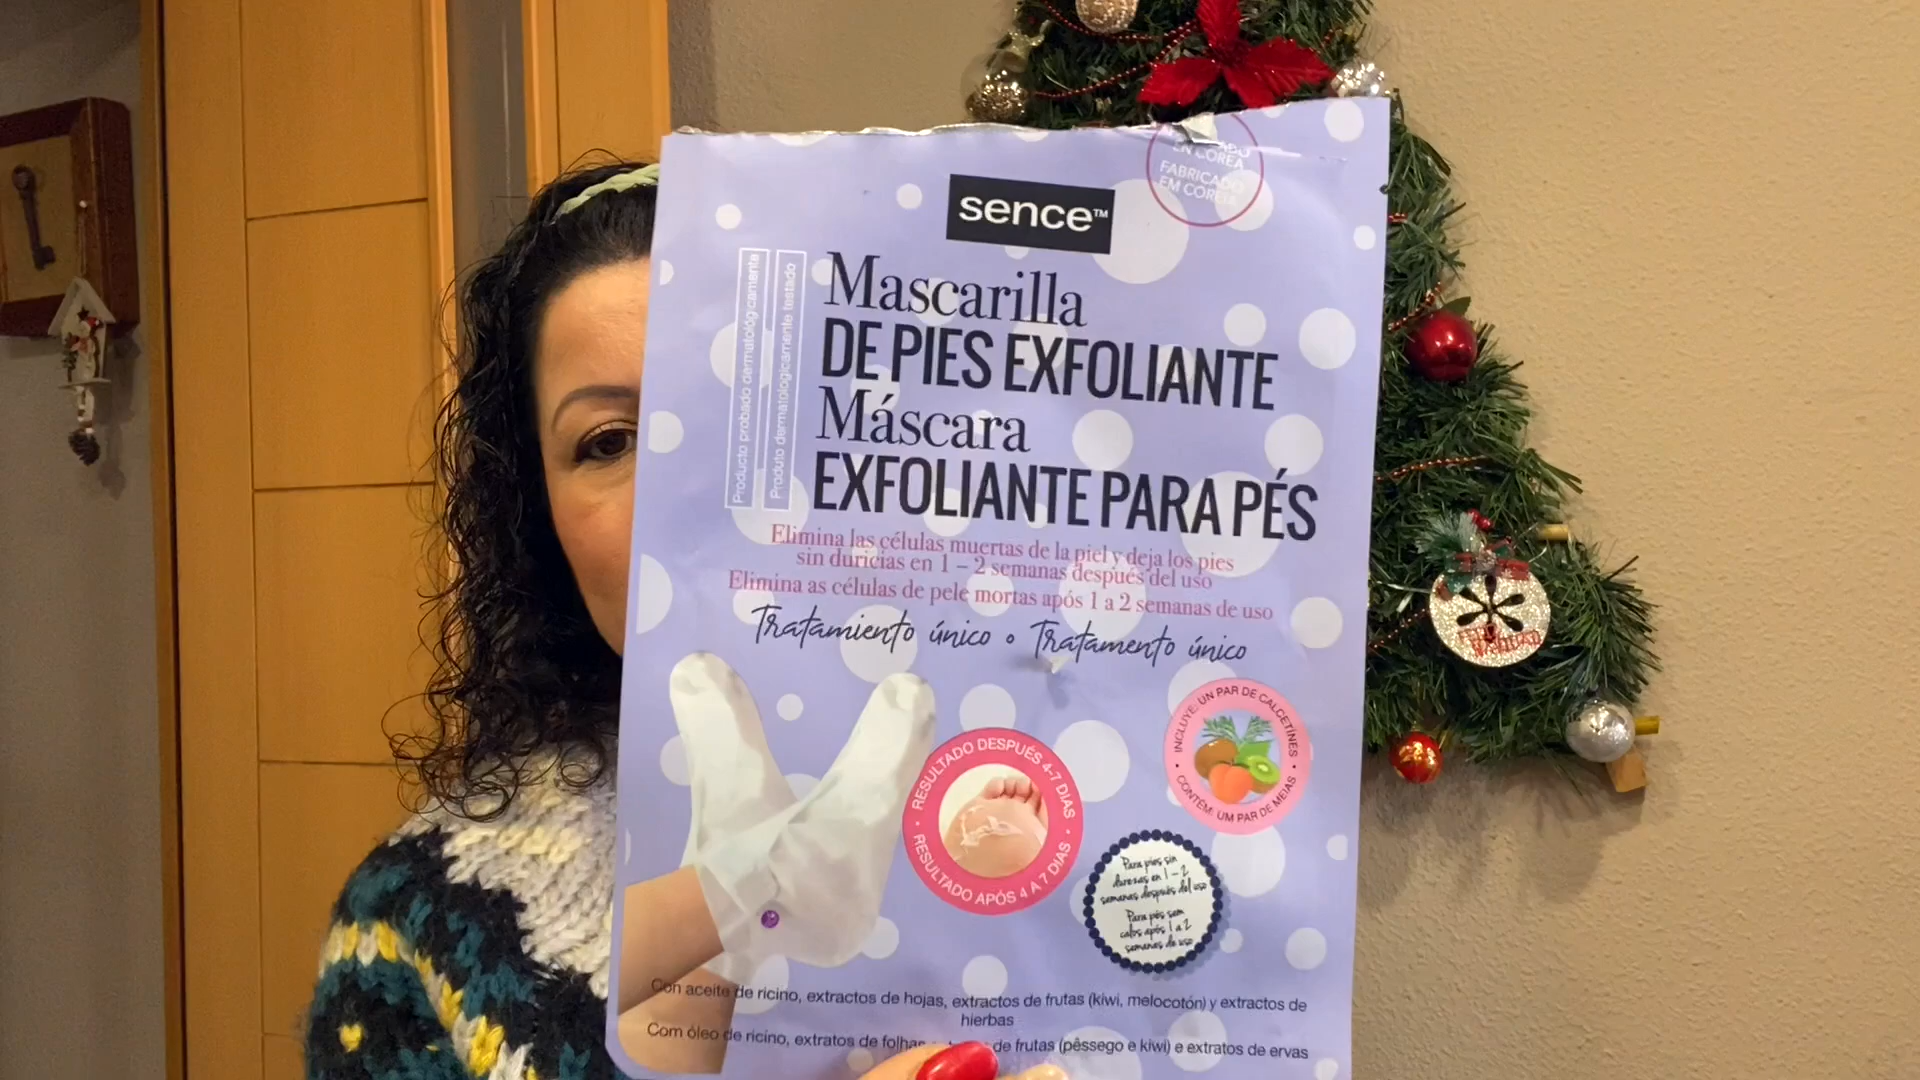 EN COREA
FABRICADO
EM COREIA
sence™
Producto probado dermatológicamente
Produto dermatologicamente testado
Mascarilla
DE PIES EXFOLIANTE
Máscara
EXFOLIANTE PARA PÉS
Elimina las células muertas de la piel y deja los pies
sin duricias en 1 – 2 semanas después del uso
Elimina as células de pele mortas após 1 a 2 semanas de uso
Tratamiento único o Tratamento único
INCLUYE: UN PAR DE CALCETINES
CONTÉM: UM PAR DE MEIAS
RESULTADO DESPUÉS 4-7 DIAS
RESULTADO APÓS 4 A 7 DIAS
Para pies sin
durezas en 1 – 2
semanas después del uso
Para pés sem
calos após 1 a 2
semanas de uso
Con aceite de ricino, extractos de hojas, extractos de frutas (kiwi, melocotón) y extractos de
hierbas
Com óleo de ricino, extratos de folhas de frutas (pêssego e kiwi) e extratos de ervas